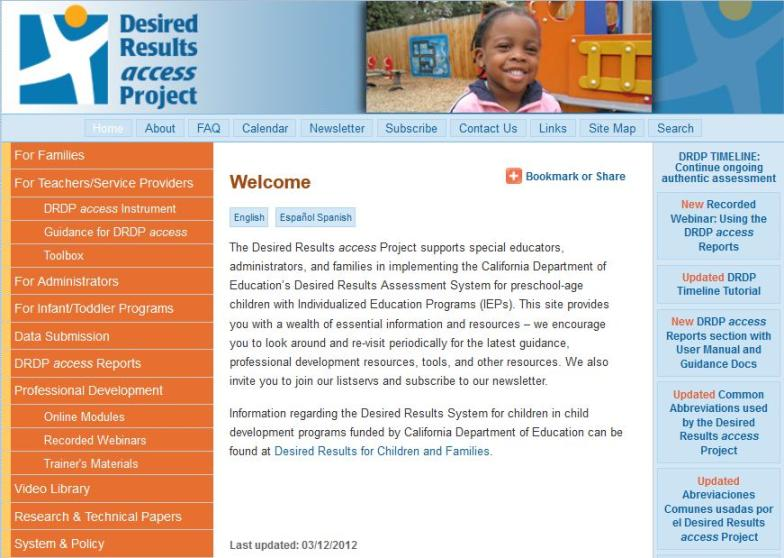 Desired
Results
access
Project
Home
About
FAQ
Calendar
Newsletter
Subscribe
Contact Us
Links
Site Map
Search
For Families
For Teachers/Service Providers
DRDP access Instrument
Guidance for DRDP access
Toolbox
For Administrators
For Infant/Toddler Programs
Data Submission
DRDP access Reports
Professional Development
Online Modules
Recorded Webinars
Trainer's Materials
Video Library
Research & Technical Papers
System & Policy
Welcome
Bookmark or Share
English
Español Spanish
The Desired Results access Project supports special educators,
administrators, and families in implementing the California Department of
Education's Desired Results Assessment System for preschool-age
children with Individualized Education Programs (IEPs). This site provides
you with a wealth of essential information and resources – we encourage
you to look around and re-visit periodically for the latest guidance,
professional development resources, tools, and other resources. We also
invite you to join our listservs and subscribe to our newsletter.
Information regarding the Desired Results System for children in child
development programs funded by California Department of Education can be
found at Desired Results for Children and Families.
Last updated: 03/12/2012
DRDP TIMELINE:
Continue ongoing
authentic assessment
New Recorded
Webinar: Using the
DRDP access
Reports
Updated DRDP
Timeline Tutorial
New DRDP access
Reports section with
User Manual and
Guidance Docs
Updated Common
Abbreviations used
by the Desired
Results access
Project
Updated
Abreviaciones
Comunes usadas por
el Desired Results
access Project